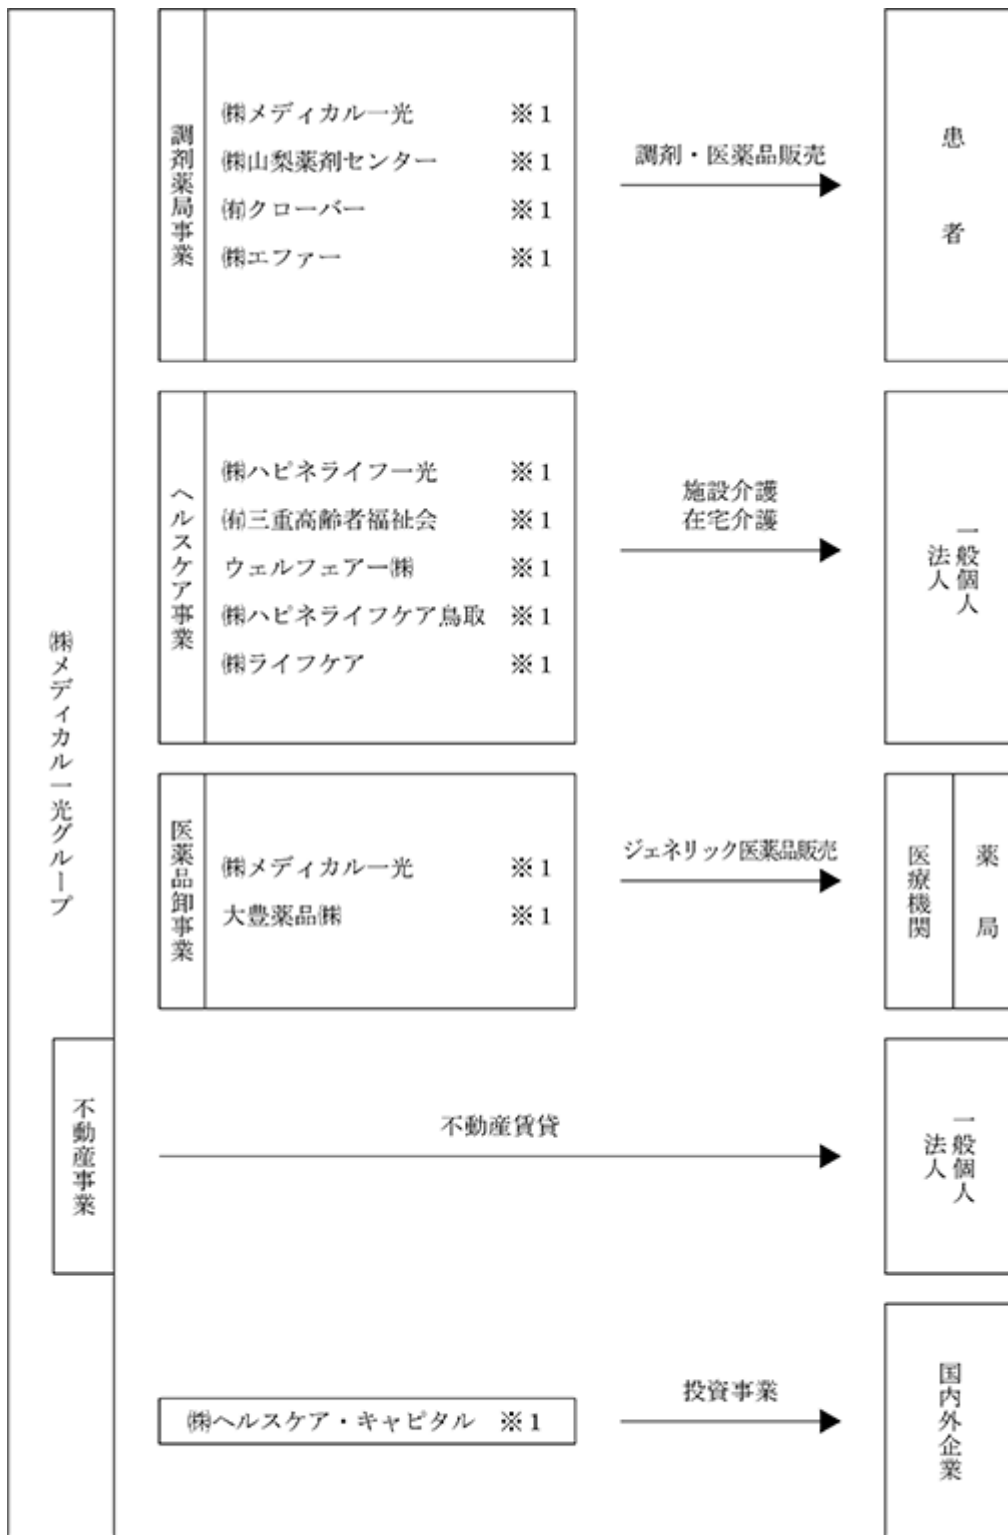 ㈱メディカル一光グループ
調剤薬局事業
㈱メディカル一光 ※1
㈱山梨薬剤センター ※1
㈲クローバー ※1
㈱エファー ※1
調剤・医薬品販売
患者
ヘルスケア事業
㈱ハピネライフ一光 ※1
㈲三重高齢者福祉会 ※1
ウェルフェアー㈱ ※1
㈱ハピネライフケア鳥取 ※1
㈱ライフケア ※1
施設介護
在宅介護
一般個人
法人
医薬品卸事業
㈱メディカル一光 ※1
大豊薬品㈱ ※1
ジェネリック医薬品販売
医療機関
薬局
不動産事業
不動産賃貸
一般個人
法人
㈱ヘルスケア・キャピタル ※1
投資事業
国内外企業